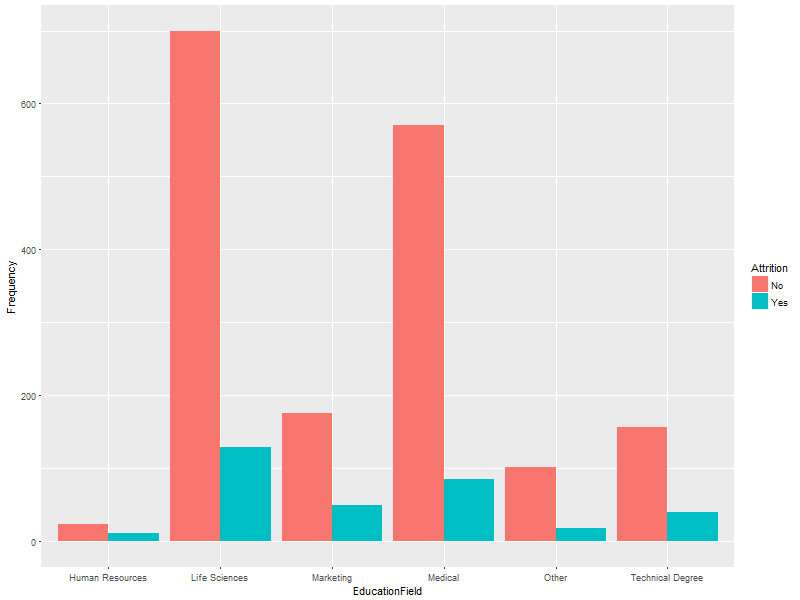 600
400
200
0
Frequency
Human Resources
Life Sciences
Marketing
Medical
Other
Technical Degree
EducationField
Attrition
No
Yes